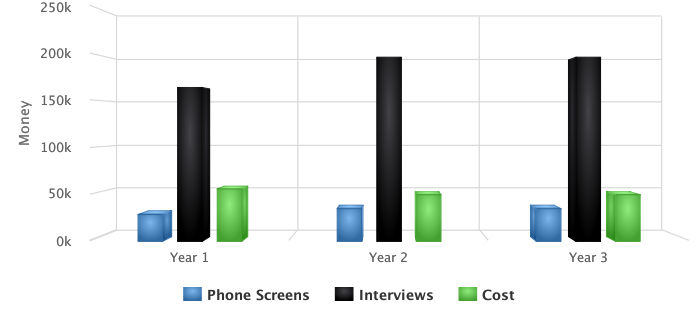 250k
200k
150k
100k
50k
0k
Money
Year 1 Year 2 Year 3
Phone Screens Interviews Cost